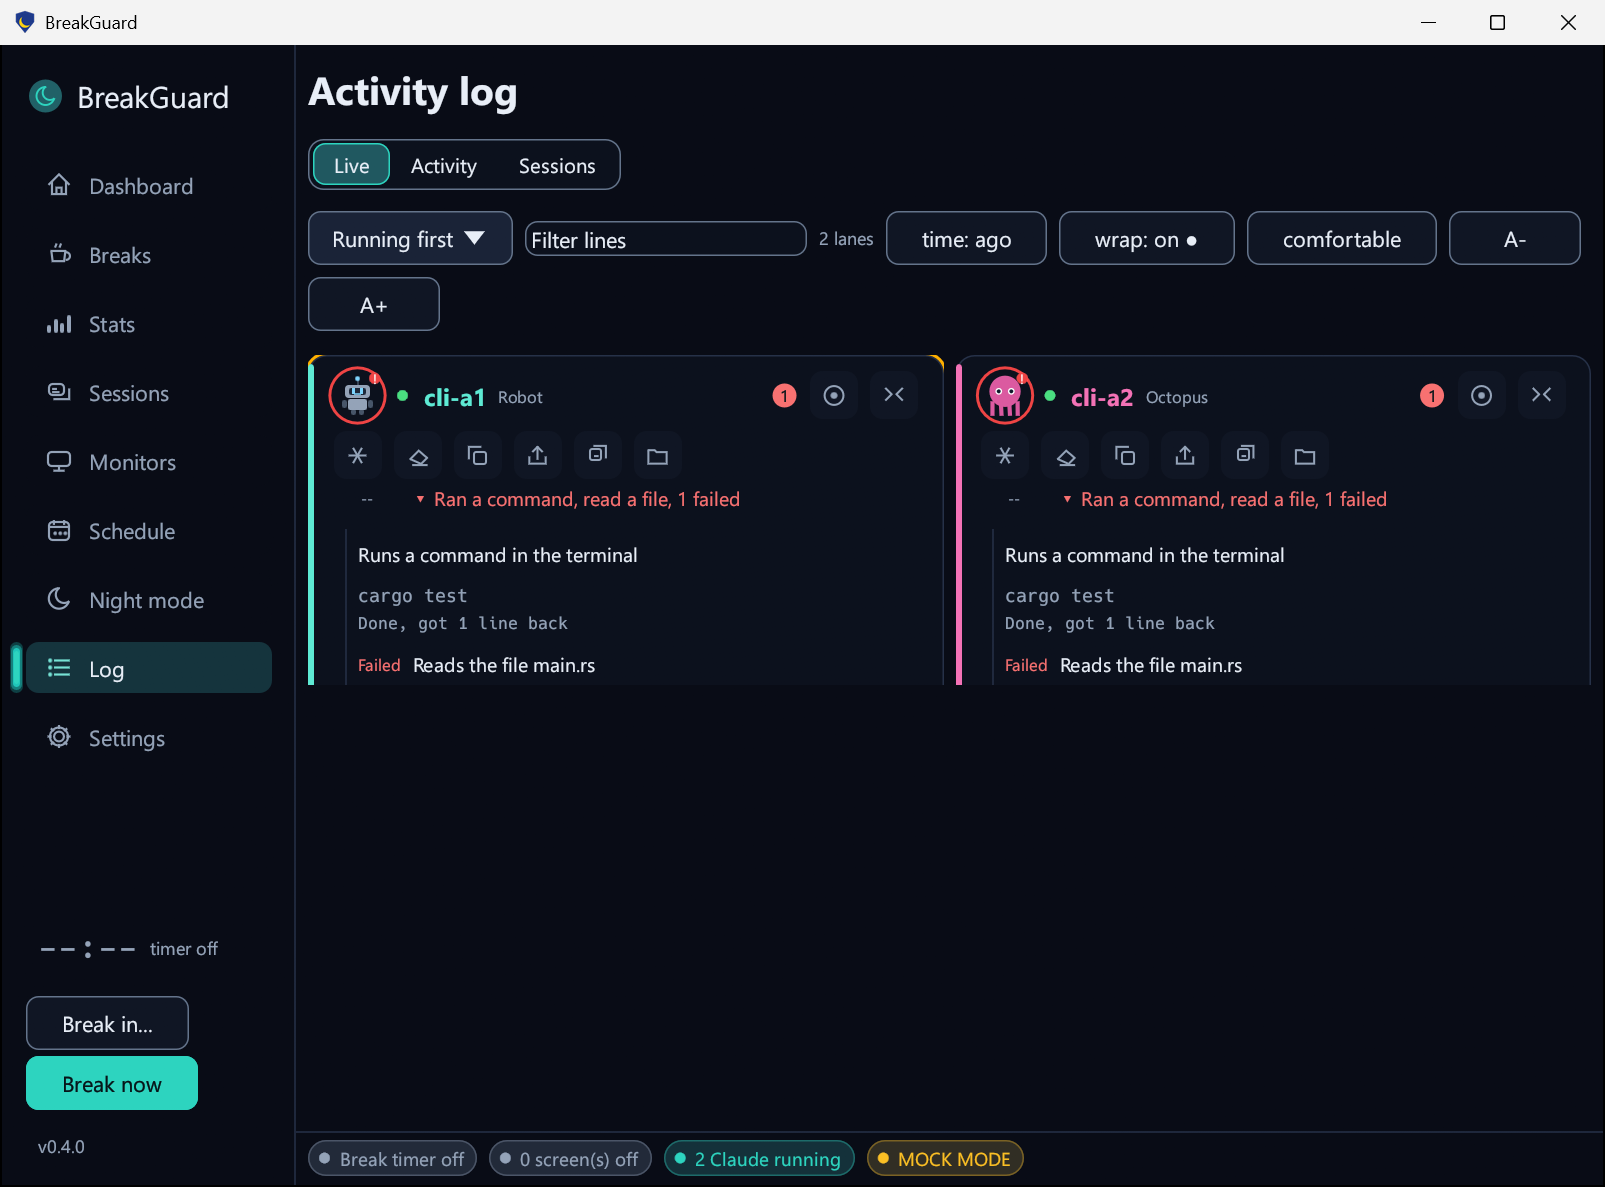 BreakGuard
BreakGuard
Dashboard
Breaks
Stats
Sessions
Monitors
Schedule
Night mode
Log
Settings
--:-- timer off
Break in...
Break now
v0.4.0
Activity log
Live Activity Sessions
Running first Filter lines 2 lanes time: ago wrap: on ● comfortable A-
A+
! cli-a1 Robot 1
-- Ran a command, read a file, 1 failed
Runs a command in the terminal
cargo test
Done, got 1 line back
Failed Reads the file main.rs
! cli-a2 Octopus 1
-- Ran a command, read a file, 1 failed
Runs a command in the terminal
cargo test
Done, got 1 line back
Failed Reads the file main.rs
Break timer off 0 screen(s) off 2 Claude running MOCK MODE